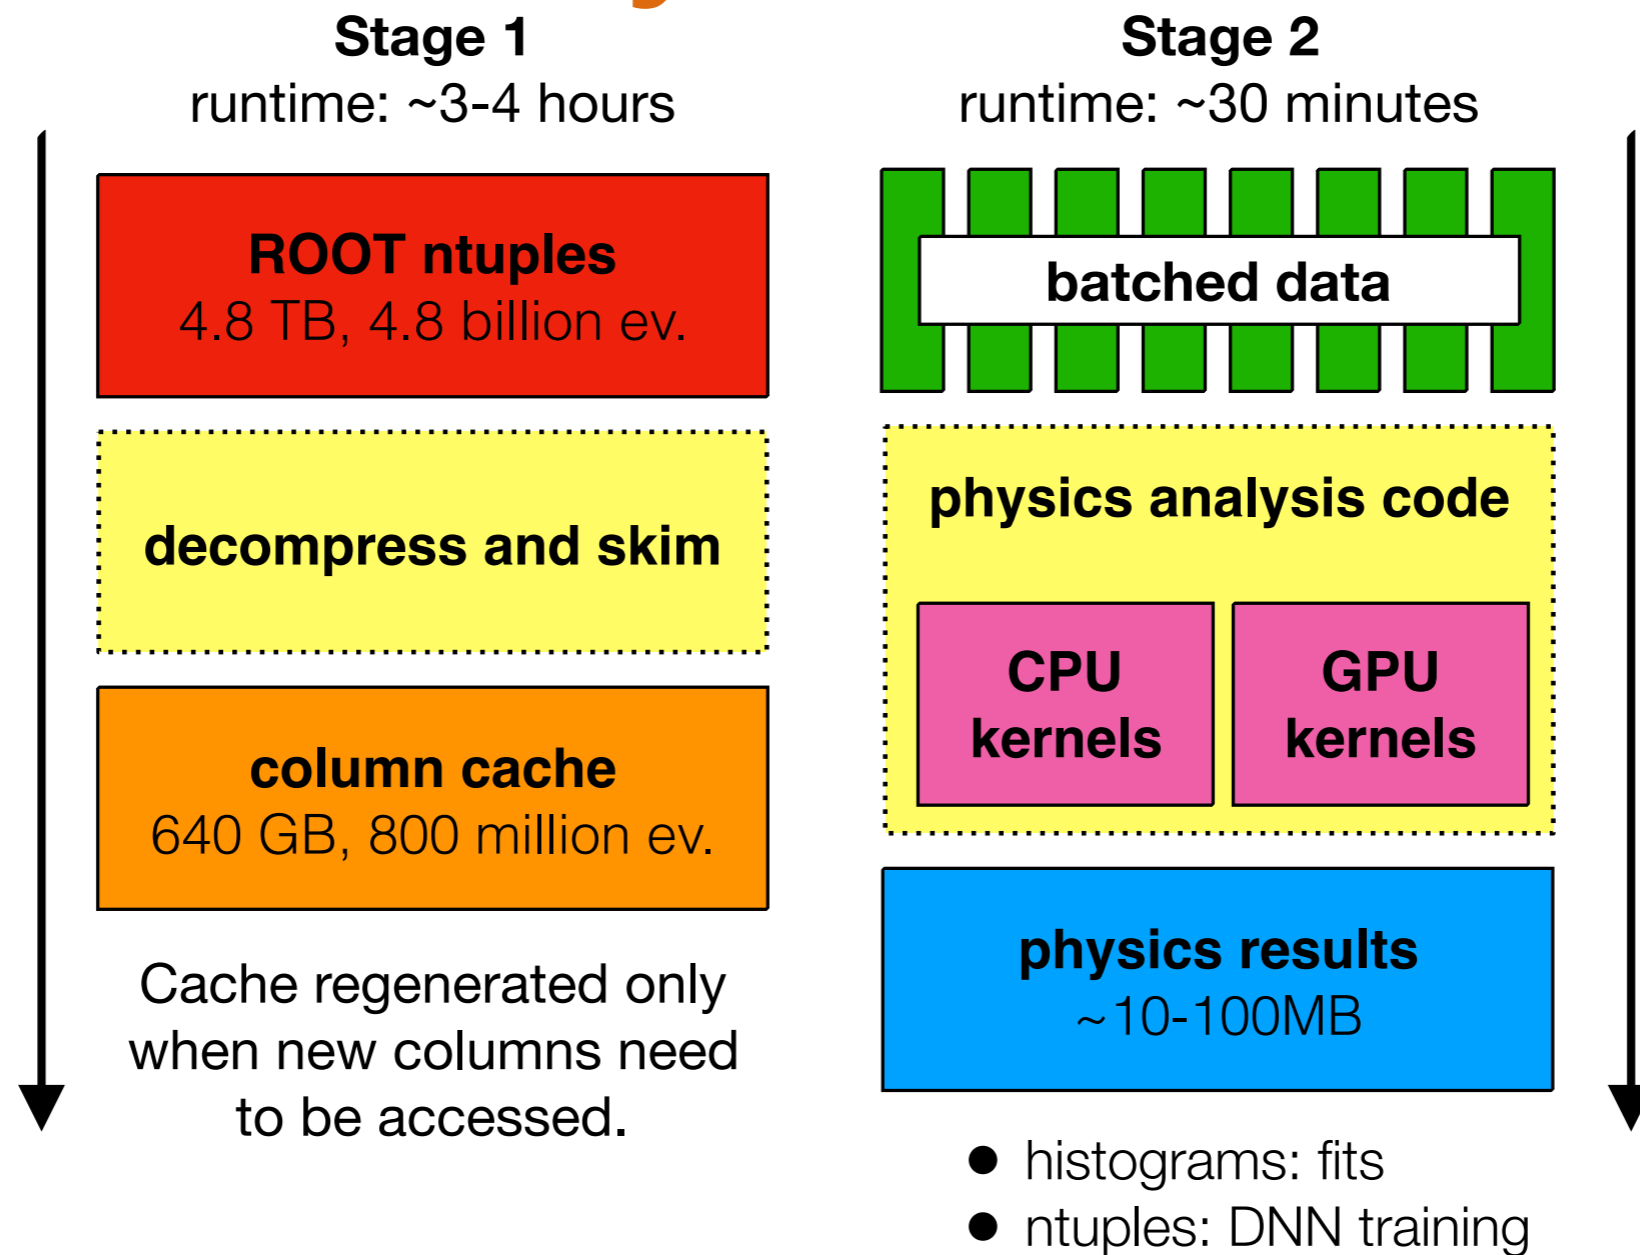 Stage 1
runtime: ~3-4 hours
ROOT ntuples
4.8 TB, 4.8 billion ev.
decompress and skim
column cache
640 GB, 800 million ev.
Cache regenerated only
when new columns need
to be accessed.
Stage 2
runtime: ~30 minutes
batched data
physics analysis code
CPU
kernels
GPU
kernels
physics results
~10-100MB
● histograms: fits
● ntuples: DNN training